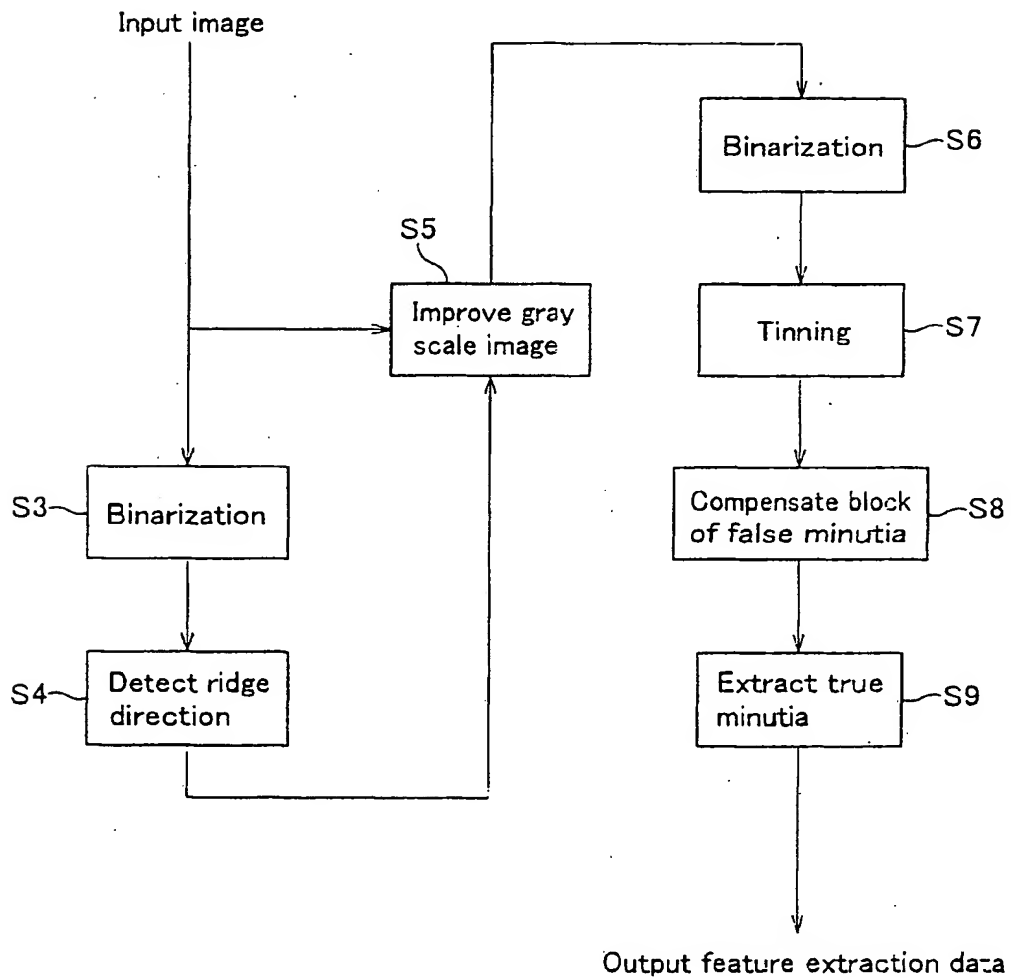 Input image
S3
Binarization
S4
Detect ridge
direction
S5
Improve gray
scale image
Binarization
S6
Tinning
S7
Compensate block
of false minutia
S8
Extract true
minutia
S9
Output feature extraction data